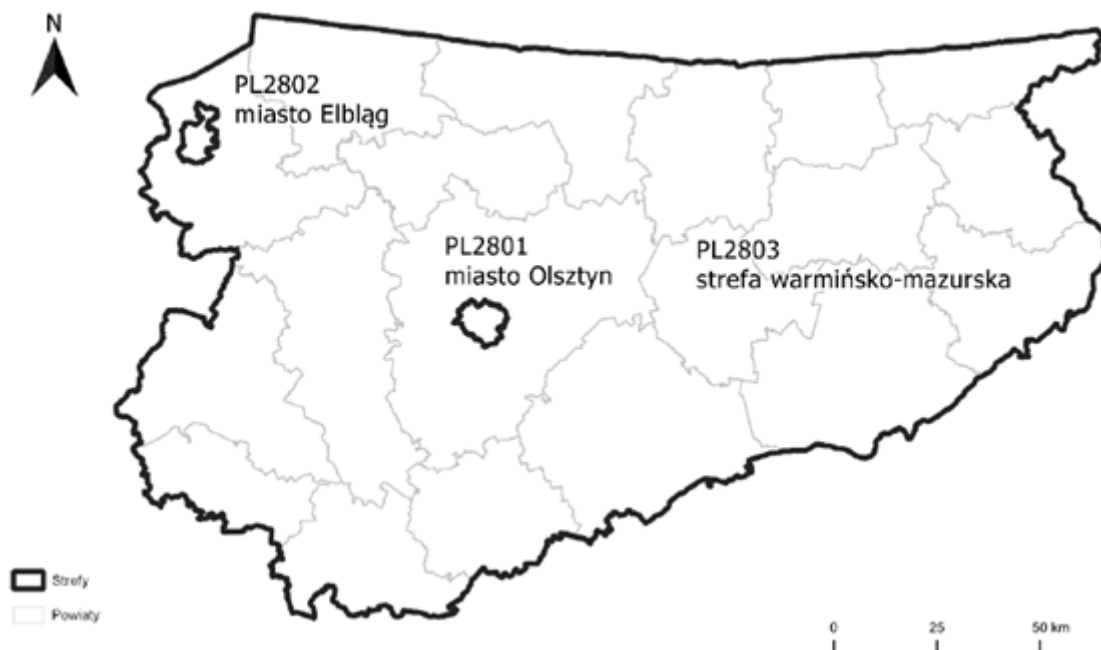 N
PL2802
miasto Elbląg
PL2801
miasto Olsztyn
PL2803
strefa warmińsko-mazurska
Strefy
Powiaty
0 25 50 km